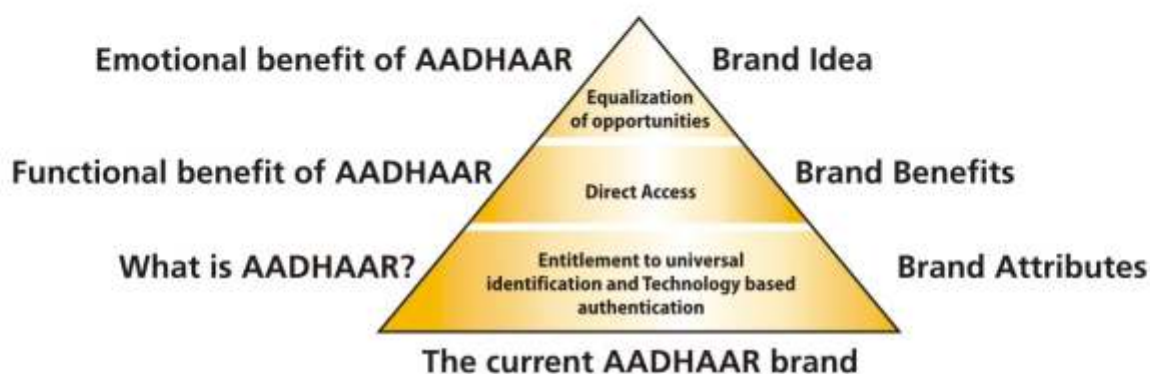 Emotional benefit of AADHAAR
Brand Idea
Equalization
of opportunities
Functional benefit of AADHAAR
Brand Benefits
Direct Access
What is AADHAAR?
Entitlement to universal
identification and Technology based
authentication
Brand Attributes
The current AADHAAR brand